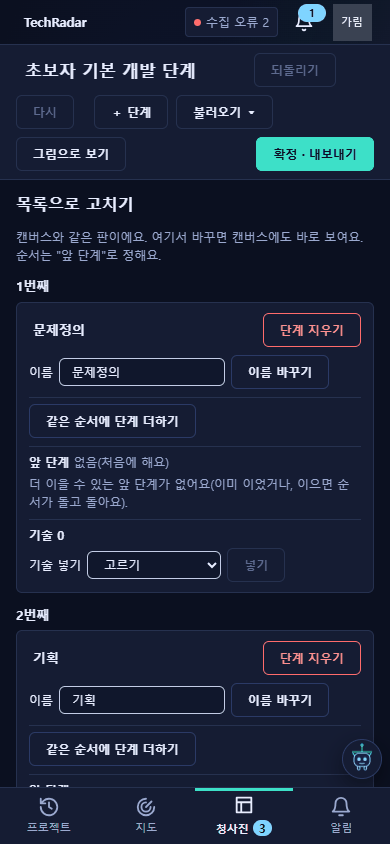 TechRadar
수집 오류 2
1
가림
초보자 기본 개발 단계
되돌리기
다시
+ 단계
불러오기
그림으로 보기
확정 · 내보내기
목록으로 고치기
캔버스와 같은 판이에요. 여기서 바꾸면 캔버스에도 바로 보여요.
순서는 "앞 단계"로 정해요.
1번째
문제정의
단계 지우기
이름
문제정의
이름 바꾸기
같은 순서에 단계 더하기
앞 단계 없음(처음에 해요)
더 이을 수 있는 앞 단계가 없어요(이미 이었거나, 이으면 순
서가 돌고 돌아요).
기술 0
기술 넣기
고르기
넣기
2번째
기획
단계 지우기
이름
기획
이름 바꾸기
같은 순서에 단계 더하기
프로젝트
지도
청사진 3
알림